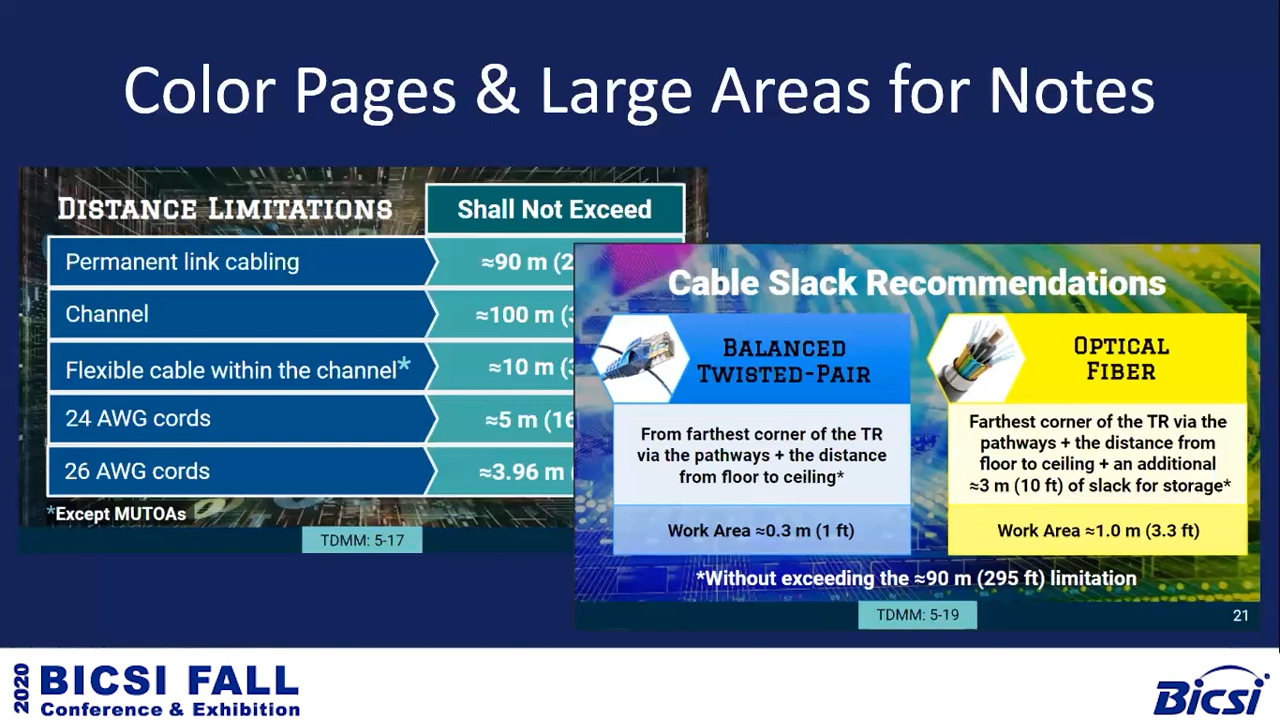 Color Pages & Large Areas for Notes
DISTANCE LIMITATIONS
Shall Not Exceed
Permanent link cabling
≈90 m (2
Channel
≈100 m (3
Flexible cable within the channel*
≈10 m (3
24 AWG cords
≈5 m (16
26 AWG cords
≈3.96 m (
*Except MUTOAs
TDMM: 5-17
Cable Slack Recommendations
BALANCED
TWISTED-PAIR
From farthest corner of the TR
via the pathways + the distance
from floor to ceiling*
Work Area ≈0.3 m (1 ft)
OPTICAL
FIBER
Farthest corner of the TR via the
pathways + the distance from
floor to ceiling + an additional
≈3 m (10 ft) of slack for storage*
Work Area ≈1.0 m (3.3 ft)
*Without exceeding the ≈90 m (295 ft) limitation
TDMM: 5-19
21
2020
BICSI FALL
Conference & Exhibition
Bicsi